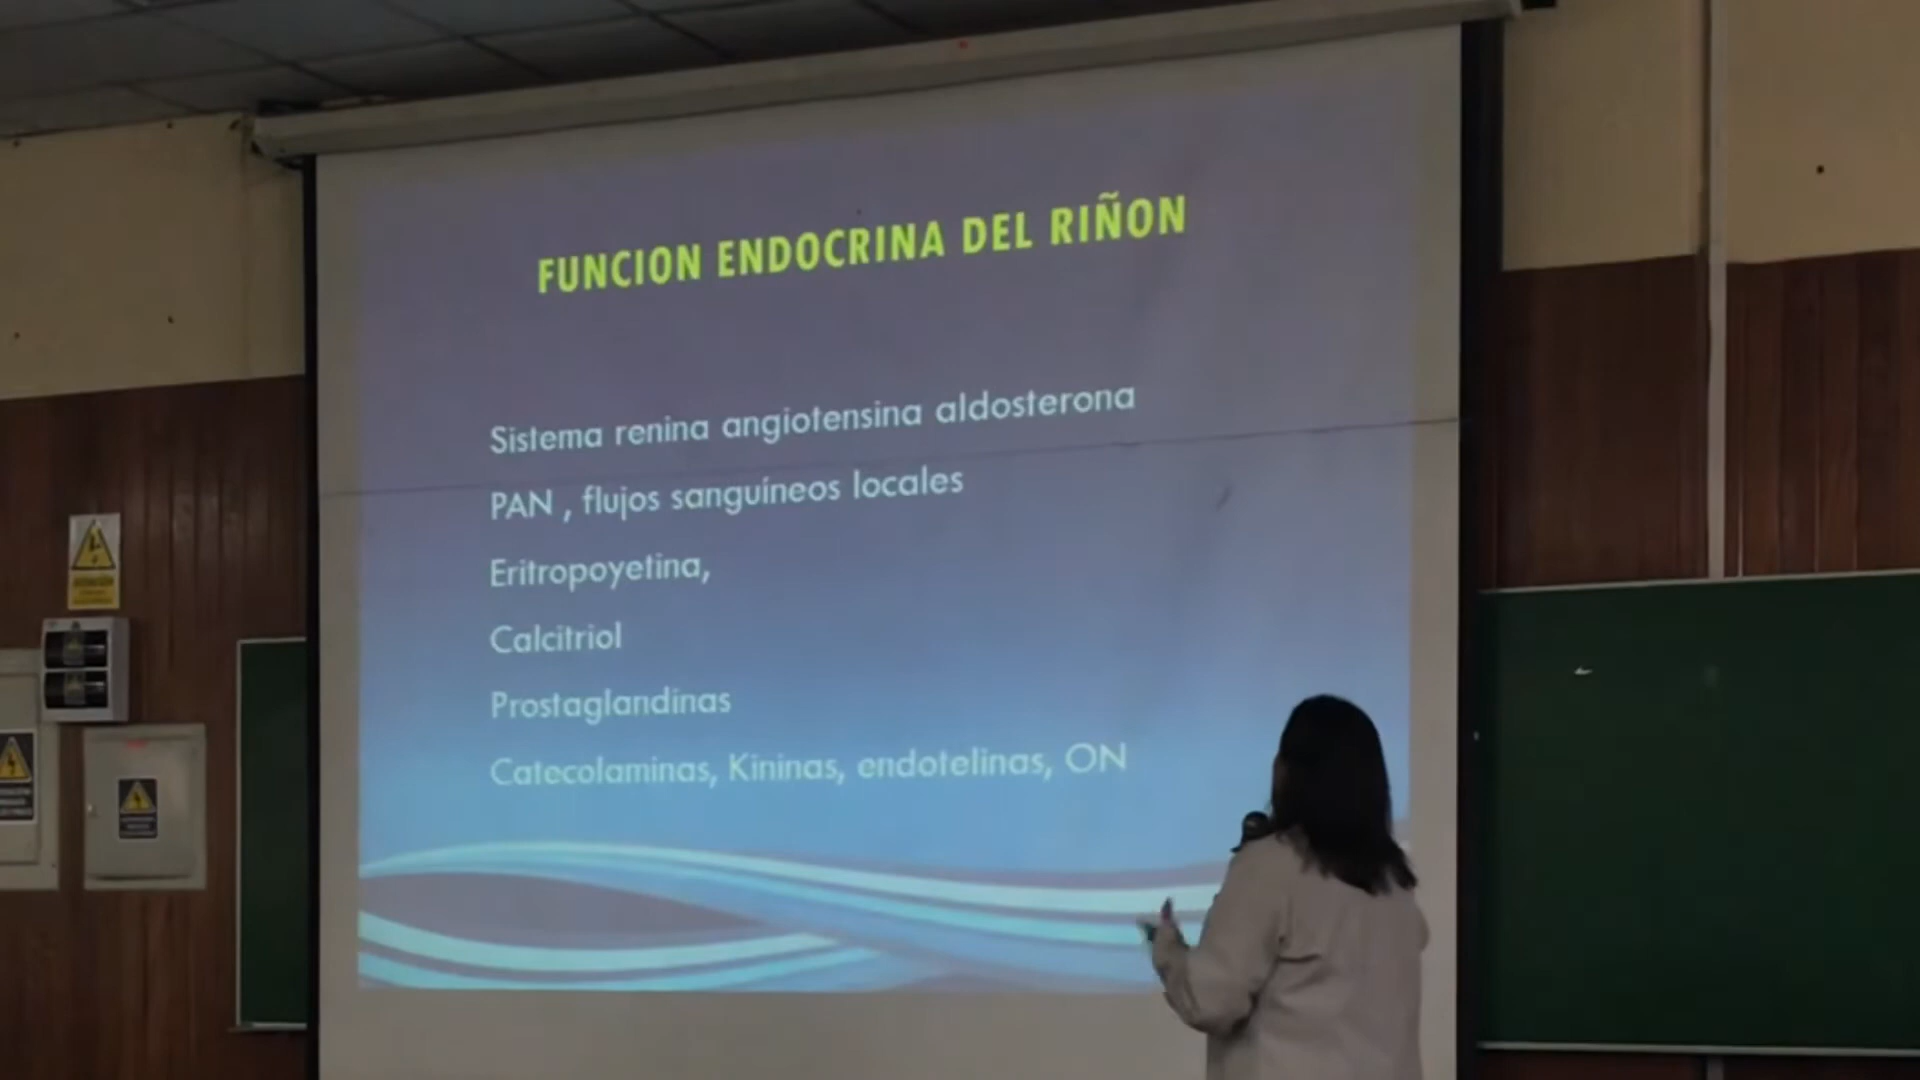 FUNCION ENDOCRINA DEL RIÑON
Sistema renina angiotensina aldosterona
PAN , flujos sanguíneos locales
Eritropoyetina,
Calcitriol
Prostaglandinas
Catecolaminas, Kininas, endotelinas, ON